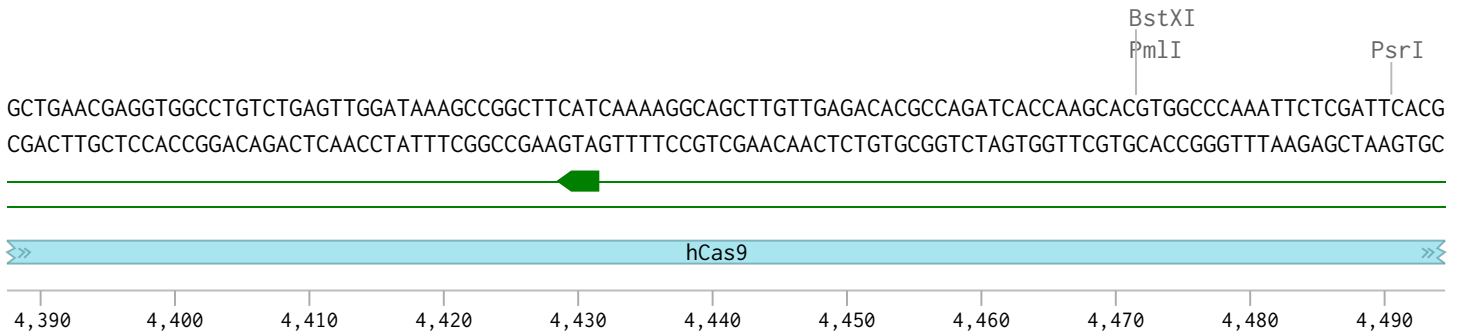 BstXI
PmlI
PsrI
GCTGAACGAGGTGGCCTGTCTGAGTTGGATAAAGCCGGCTTCATCAAAAGGCAGCTTGTTGAGACACGCCAGATCACCAAGCACGTGGCCCAAATTCTCGATTCACG
CGACTTGCTCCACCGGACAGACTCAACCTATTTCGGCCGAAGTAGTTTTCCGTCGAACAACTCTGTGCGGTCTAGTGGTTCGTGCACCGGGTTTAAGAGCTAAGTGC
hCas9
4,390 4,400 4,410 4,420 4,430 4,440 4,450 4,460 4,470 4,480 4,490